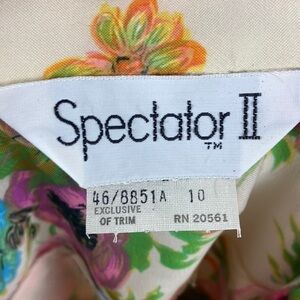 Spectator II
TM
46/8851A 10
EXCLUSIVE
OF TRIM RN 20561